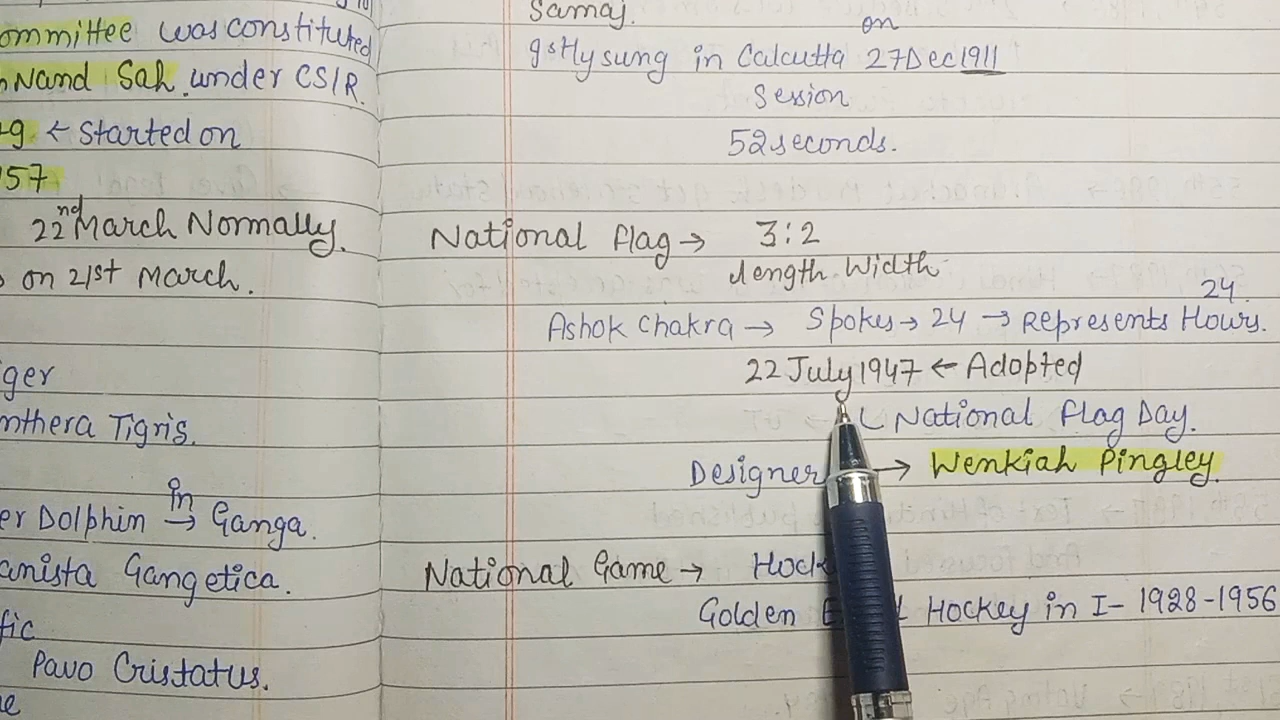 ommittee was constituted
Nand Sah. under CSIR.
g ← Started on
57
22nd March Normally.
on 21st March.
ger
nthera Tigris.
er Dolphin in → Ganga.
anista Gangetica.
fic
Pavo Cristatus.
Samaj.
gstly sung in Calcutta on 27 Dec 1911
Session
52 seconds.
National Flag → 3:2
length Width
Ashok Chakra → Spokes → 24 → Represents 24 Hours.
22 July 1947 ← Adopted
National Flag Day.
Designer → Wenkiah Pingley.
National Game → Hock
Golden E Hockey in I- 1928-1956